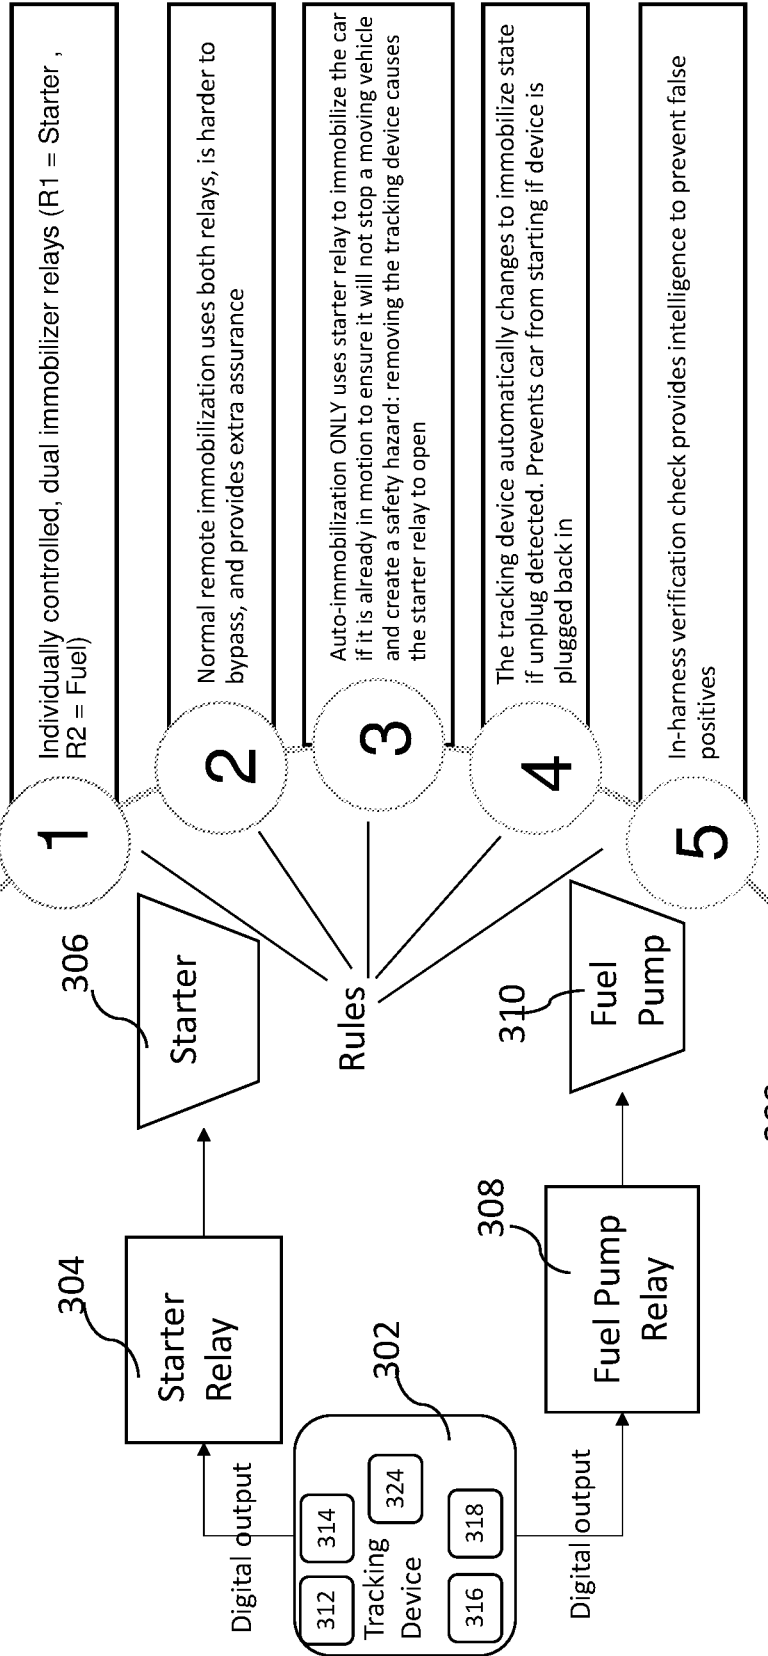 304
Starter
Relay
306
Starter
Digital output
312
314
Tracking
Device
324
316
318
302
Digital output
308
Fuel Pump
Relay
310
Fuel
Pump
Rules
1
Individually controlled, dual immobilizer relays (R1 = Starter ,
R2 = Fuel)
2
Normal remote immobilization uses both relays, is harder to
bypass, and provides extra assurance
3
Auto-immobilization ONLY uses starter relay to immobilize the car
if it is already in motion to ensure it will not stop a moving vehicle
and create a safety hazard: removing the tracking device causes
the starter relay to open
4
The tracking device automatically changes to immobilize state
if unplug detected. Prevents car from starting if device is
plugged back in
5
In-harness verification check provides intelligence to prevent false
positives